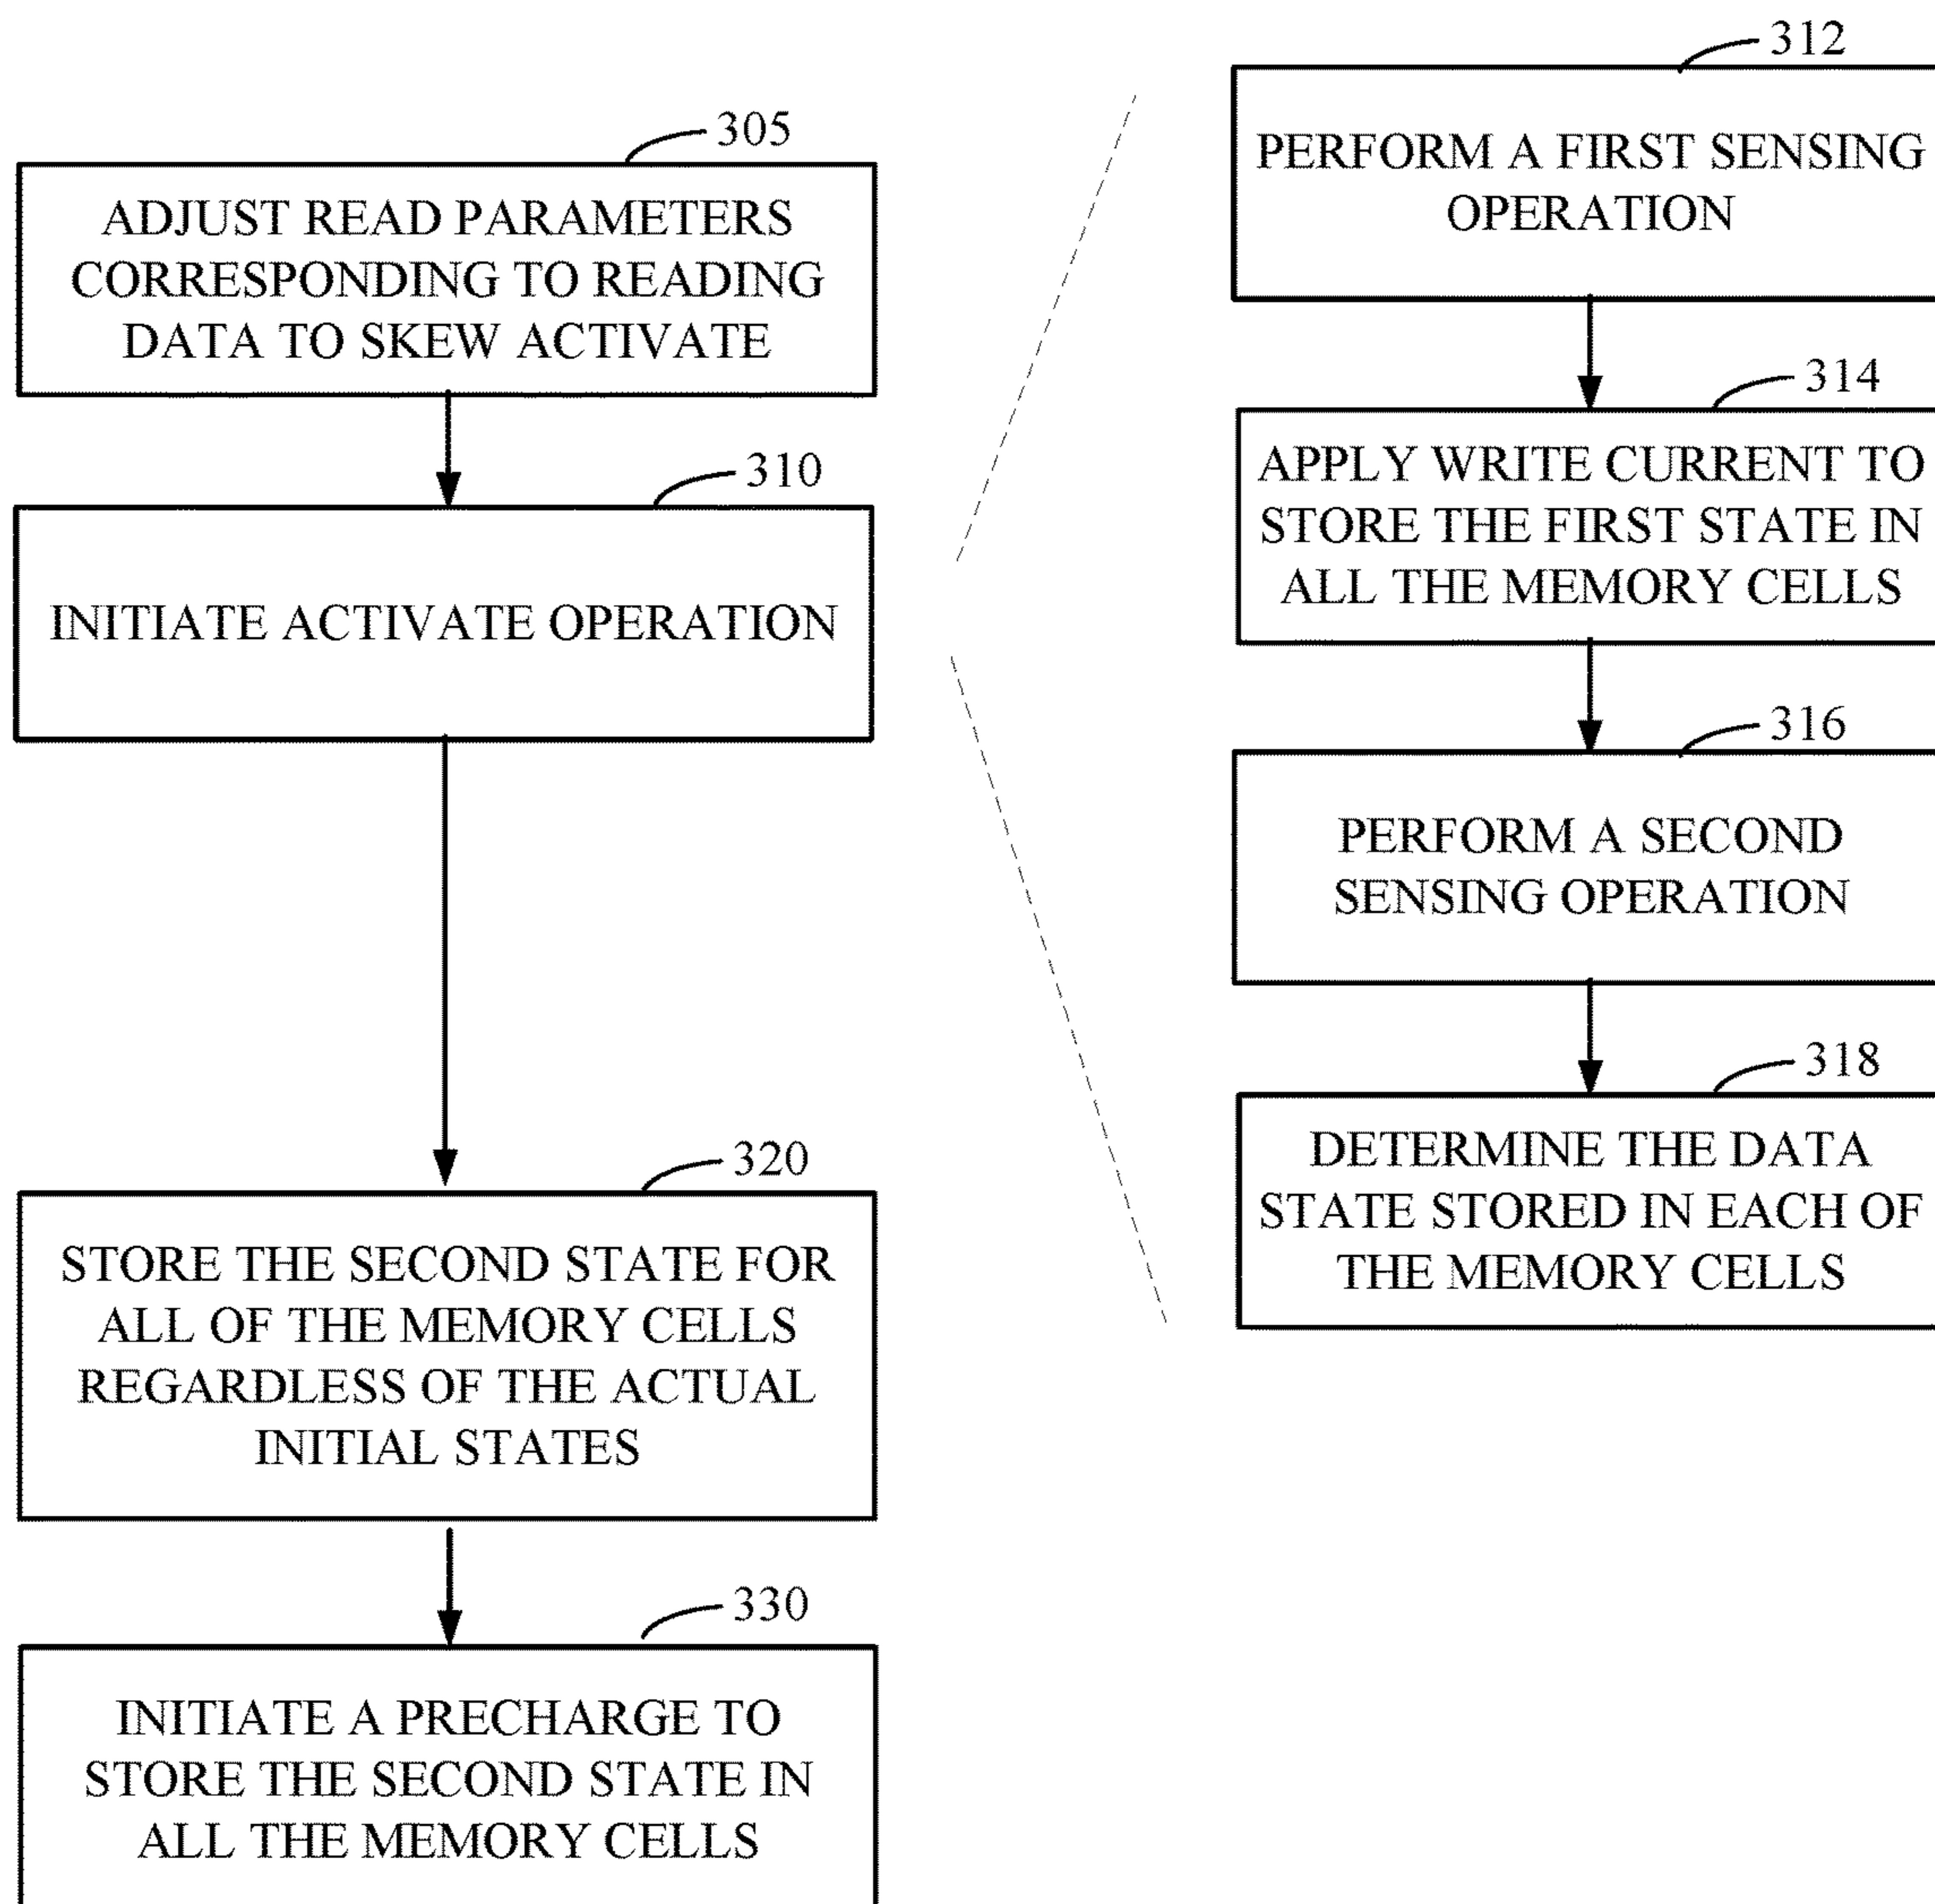 305
ADJUST READ PARAMETERS
CORRESPONDING TO READING
DATA TO SKEW ACTIVATE
310
INITIATE ACTIVATE OPERATION
320
STORE THE SECOND STATE FOR
ALL OF THE MEMORY CELLS
REGARDLESS OF THE ACTUAL
INITIAL STATES
330
INITIATE A PRECHARGE TO
STORE THE SECOND STATE IN
ALL THE MEMORY CELLS
312
PERFORM A FIRST SENSING
OPERATION
314
APPLY WRITE CURRENT TO
STORE THE FIRST STATE IN
ALL THE MEMORY CELLS
316
PERFORM A SECOND
SENSING OPERATION
318
DETERMINE THE DATA
STATE STORED IN EACH OF
THE MEMORY CELLS